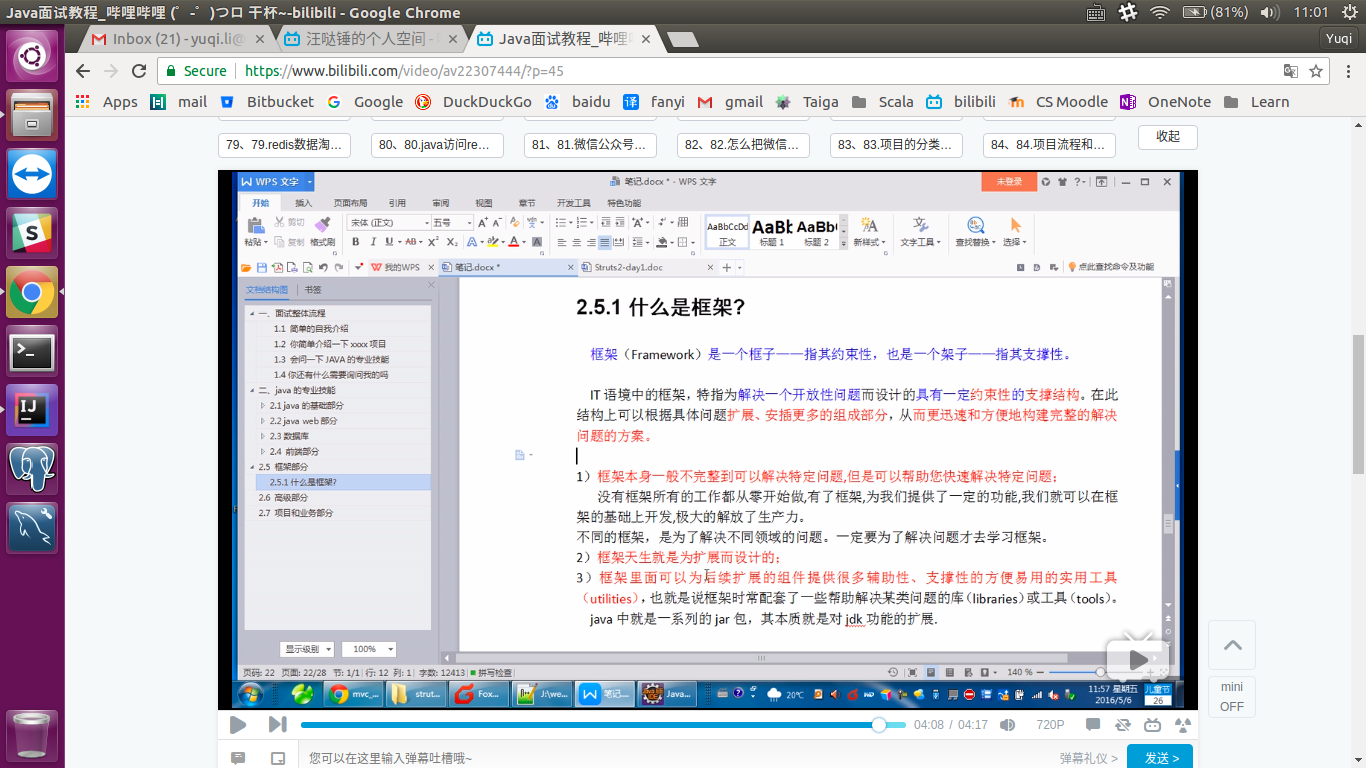 Java面试教程_哔哩哔哩 (゜-゜)つロ 干杯~-bilibili - Google Chrome
(81%)
11:01
Inbox (21) - yuqi.li@
汪哒锤的个人空间 -
Java面试教程_哔哩
Yuqi
Secure
https://www.bilibili.com/video/av22307444/?p=45
Apps
mail
Bitbucket
Google
DuckDuckGo
baidu
fanyi
gmail
Taiga
Scala
bilibili
CS Moodle
OneNote
Learn
79、79.redis数据淘...
80、80.java访问re...
81、81.微信公众号...
82、82.怎么把微信...
83、83.项目的分类...
84、84.项目流程和...
收起
WPS 文字
笔记.docx * - WPS 文字
未登录
开始
插入
页面布局
引用
审阅
视图
章节
开发工具
特色功能
粘贴
剪切
复制
格式刷
宋体 (正文)
五号
AaBbCcDd
正文
AaBb
标题 1
AaBbC
标题 2
新样式
文字工具
查找替换
选择
我的WPS
笔记.docx *
Struts2-day1.doc
点此查找命令及功能
文档结构图
书签
一、面试整体流程
1.1 简单的自我介绍
1.2 你简单介绍一下 xxxx 项目
1.3 会问一下 JAVA 的专业技能
1.4 你还有什么需要询问我的吗
二、java 的专业技能
2.1 java 的基础部分
2.2 java web 部分
2.3 数据库
2.4 前端部分
2.5 框架部分
2.5.1 什么是框架?
2.6 高级部分
2.7 项目和业务部分
2.5.1 什么是框架?
框架（Framework）是一个框子——指其约束性，也是一个架子——指其支撑性。
IT 语境中的框架，特指为解决一个开放性问题而设计的具有一定约束性的支撑结构。在此
结构上可以根据具体问题扩展、安插更多的组成部分，从而更迅速和方便地构建完整的解决
问题的方案。
1）框架本身一般不完整到可以解决特定问题,但是可以帮助您快速解决特定问题；
没有框架所有的工作都从零开始做,有了框架,为我们提供了一定的功能,我们就可以在框
架的基础上开发,极大的解放了生产力。
不同的框架，是为了解决不同领域的问题。一定要为了解决问题才去学习框架。
2）框架天生就是为扩展而设计的；
3）框架里面可以为后续扩展的组件提供很多辅助性、支撑性的方便易用的实用工具
（utilities），也就是说框架时常配套了一些帮助解决某类问题的库（libraries）或工具（tools）。
java 中就是一系列的 jar 包，其本质就是对 jdk 功能的扩展.
显示级别
100%
页码: 22 页面: 22/28 节: 1/1 行: 12 列: 1 字数: 12413 拼写检查
140 %
mvc_...
strut...
Fox...
J:\we...
笔记...
Java...
20℃
11:57 星期五
2016/5/6
儿童节
26
mini
OFF
04:08 / 04:17
720P
您可以在这里输入弹幕吐槽哦~
弹幕礼仪 >
发送 >